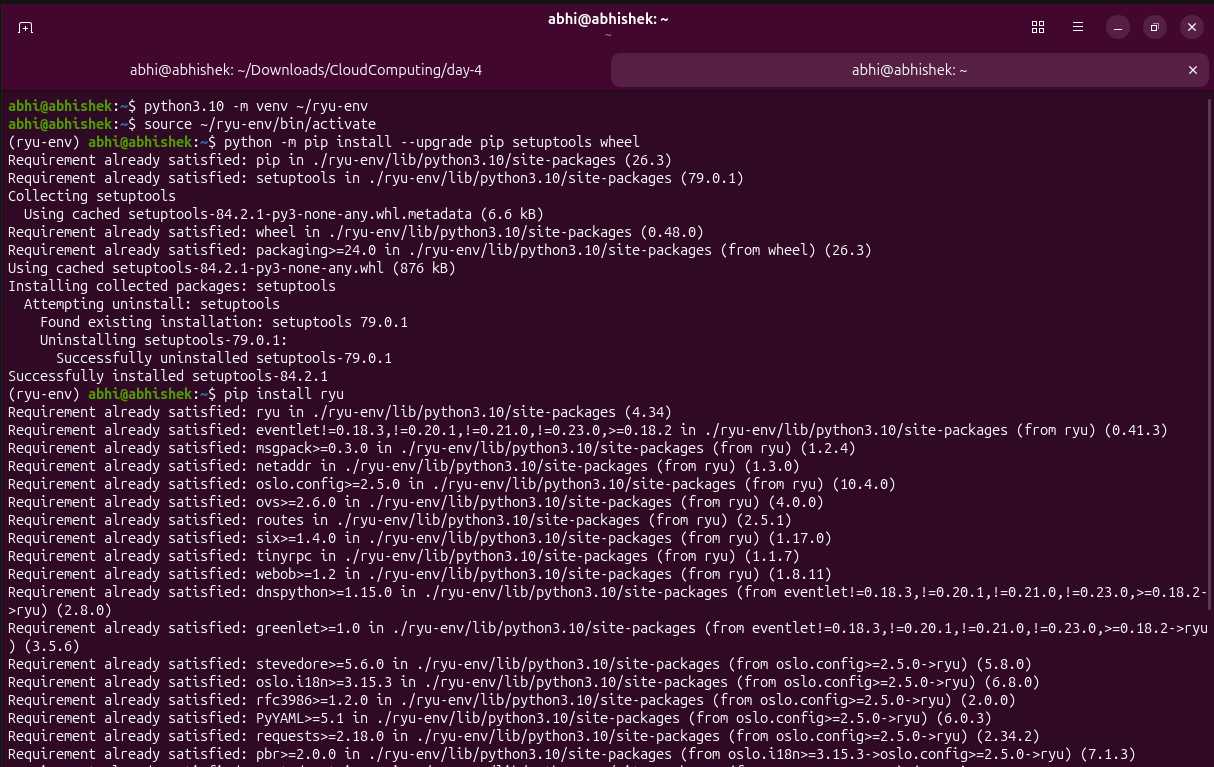 abhi@abhishek: ~
~
abhi@abhishek: ~/Downloads/CloudComputing/day-4
abhi@abhishek: ~
abhi@abhishek:~$ python3.10 -m venv ~/ryu-env
abhi@abhishek:~$ source ~/ryu-env/bin/activate
(ryu-env) abhi@abhishek:~$ python -m pip install --upgrade pip setuptools wheel
Requirement already satisfied: pip in ./ryu-env/lib/python3.10/site-packages (26.3)
Requirement already satisfied: setuptools in ./ryu-env/lib/python3.10/site-packages (79.0.1)
Collecting setuptools
  Using cached setuptools-84.2.1-py3-none-any.whl.metadata (6.6 kB)
Requirement already satisfied: wheel in ./ryu-env/lib/python3.10/site-packages (0.48.0)
Requirement already satisfied: packaging>=24.0 in ./ryu-env/lib/python3.10/site-packages (from wheel) (26.3)
Using cached setuptools-84.2.1-py3-none-any.whl (876 kB)
Installing collected packages: setuptools
  Attempting uninstall: setuptools
    Found existing installation: setuptools 79.0.1
    Uninstalling setuptools-79.0.1:
      Successfully uninstalled setuptools-79.0.1
Successfully installed setuptools-84.2.1
(ryu-env) abhi@abhishek:~$ pip install ryu
Requirement already satisfied: ryu in ./ryu-env/lib/python3.10/site-packages (4.34)
Requirement already satisfied: eventlet!=0.18.3,!=0.20.1,!=0.21.0,!=0.23.0,>=0.18.2 in ./ryu-env/lib/python3.10/site-packages (from ryu) (0.41.3)
Requirement already satisfied: msgpack>=0.3.0 in ./ryu-env/lib/python3.10/site-packages (from ryu) (1.2.4)
Requirement already satisfied: netaddr in ./ryu-env/lib/python3.10/site-packages (from ryu) (1.3.0)
Requirement already satisfied: oslo.config>=2.5.0 in ./ryu-env/lib/python3.10/site-packages (from ryu) (10.4.0)
Requirement already satisfied: ovs>=2.6.0 in ./ryu-env/lib/python3.10/site-packages (from ryu) (4.0.0)
Requirement already satisfied: routes in ./ryu-env/lib/python3.10/site-packages (from ryu) (2.5.1)
Requirement already satisfied: six>=1.4.0 in ./ryu-env/lib/python3.10/site-packages (from ryu) (1.17.0)
Requirement already satisfied: tinyrpc in ./ryu-env/lib/python3.10/site-packages (from ryu) (1.1.7)
Requirement already satisfied: webob>=1.2 in ./ryu-env/lib/python3.10/site-packages (from ryu) (1.8.11)
Requirement already satisfied: dnspython>=1.15.0 in ./ryu-env/lib/python3.10/site-packages (from eventlet!=0.18.3,!=0.20.1,!=0.21.0,!=0.23.0,>=0.18.2-
>ryu) (2.8.0)
Requirement already satisfied: greenlet>=1.0 in ./ryu-env/lib/python3.10/site-packages (from eventlet!=0.18.3,!=0.20.1,!=0.21.0,!=0.23.0,>=0.18.2->ryu
) (3.5.6)
Requirement already satisfied: stevedore>=5.6.0 in ./ryu-env/lib/python3.10/site-packages (from oslo.config>=2.5.0->ryu) (5.8.0)
Requirement already satisfied: oslo.i18n>=3.15.3 in ./ryu-env/lib/python3.10/site-packages (from oslo.config>=2.5.0->ryu) (6.8.0)
Requirement already satisfied: rfc3986>=1.2.0 in ./ryu-env/lib/python3.10/site-packages (from oslo.config>=2.5.0->ryu) (2.0.0)
Requirement already satisfied: PyYAML>=5.1 in ./ryu-env/lib/python3.10/site-packages (from oslo.config>=2.5.0->ryu) (6.0.3)
Requirement already satisfied: requests>=2.18.0 in ./ryu-env/lib/python3.10/site-packages (from oslo.config>=2.5.0->ryu) (2.34.2)
Requirement already satisfied: pbr>=2.0.0 in ./ryu-env/lib/python3.10/site-packages (from oslo.i18n>=3.15.3->oslo.config>=2.5.0->ryu) (7.1.3)